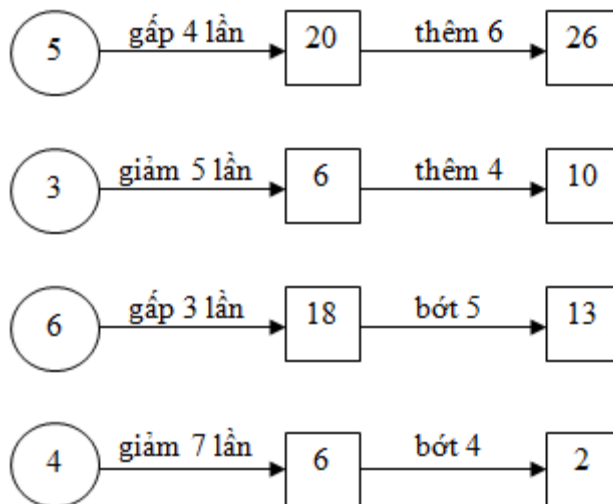 5 gấp 4 lần 20 thêm 6 26
3 giảm 5 lần 6 thêm 4 10
6 gấp 3 lần 18 bớt 5 13
4 giảm 7 lần 6 bớt 4 2